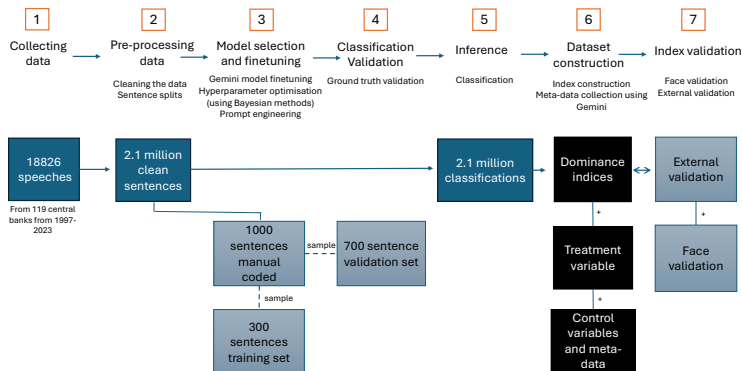 1
2
3
4
5
6
7
Collecting
data
Pre-processing
data
Model selection
and finetuning
Classification
Validation
Inference
Dataset
construction
Index validation
Cleaning the data
Sentence splits
Gemini model finetuning
Hyperparameter optimisation
(using Bayesian methods)
Prompt engineering
Ground truth validation
Classification
Index construction
Meta-data collection using
Gemini
Face validation
External validation
18826
speeches
2.1 million
clean
sentences
2.1 million
classifications
Dominance
indices
External
validation
From 119 central
banks from 1997-
2023
+
+
1000
sentences
manual
coded
sample
700 sentence
validation set
Treatment
variable
Face
validation
sample
+
300
sentences
training set
Control
variables
and meta-
data